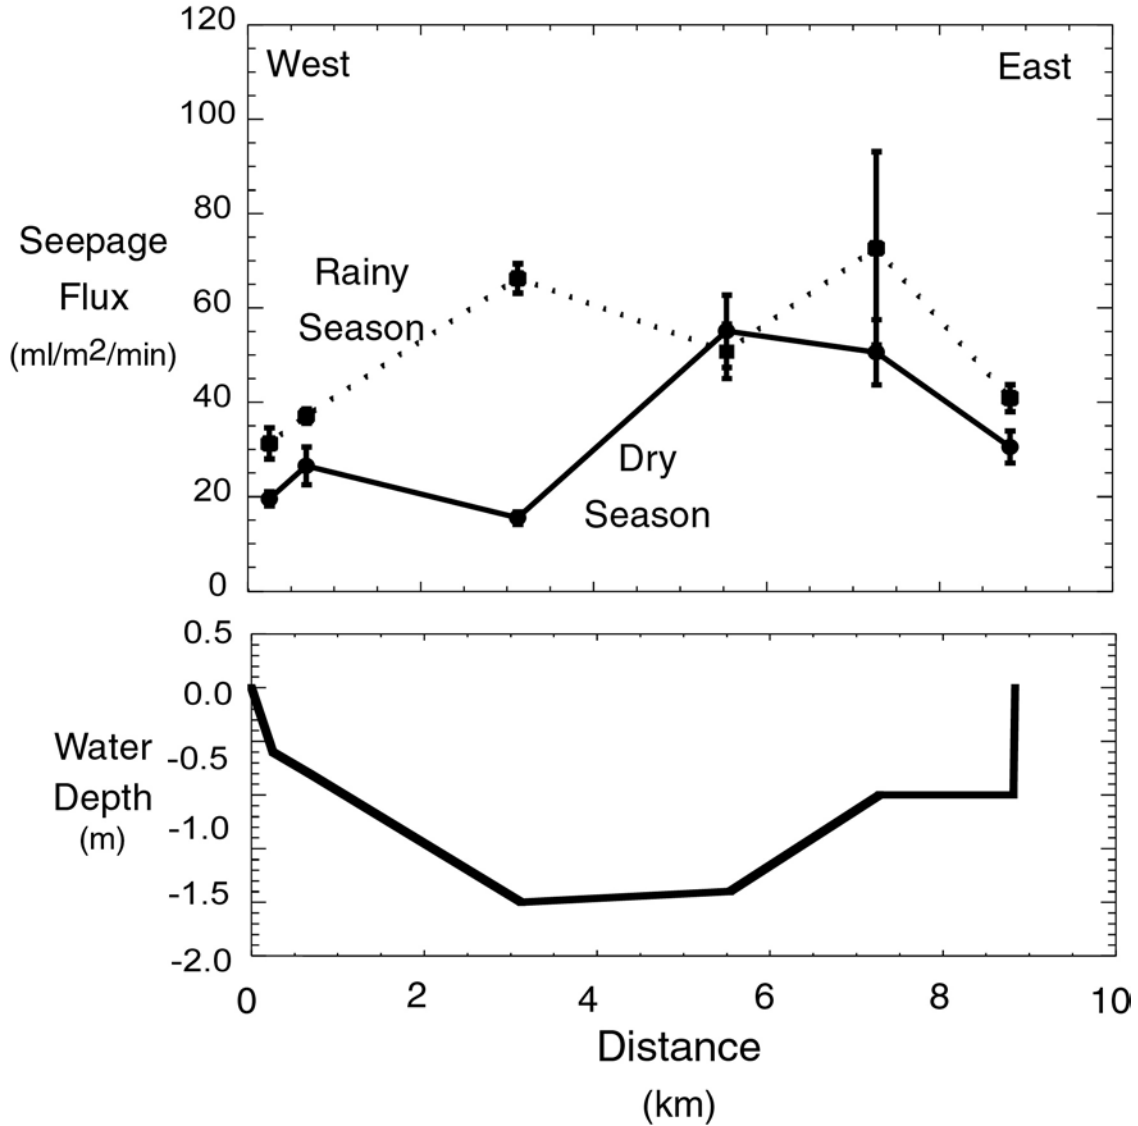 120
West
East
100
80
Seepage
Flux
(ml/m2/min)
Rainy
Season
60
40
Dry
Season
20
0
0.5
0.0
Water
Depth
(m)
-0.5
-1.0
-1.5
-2.0
0 2 4 6 8 10
Distance
(km)